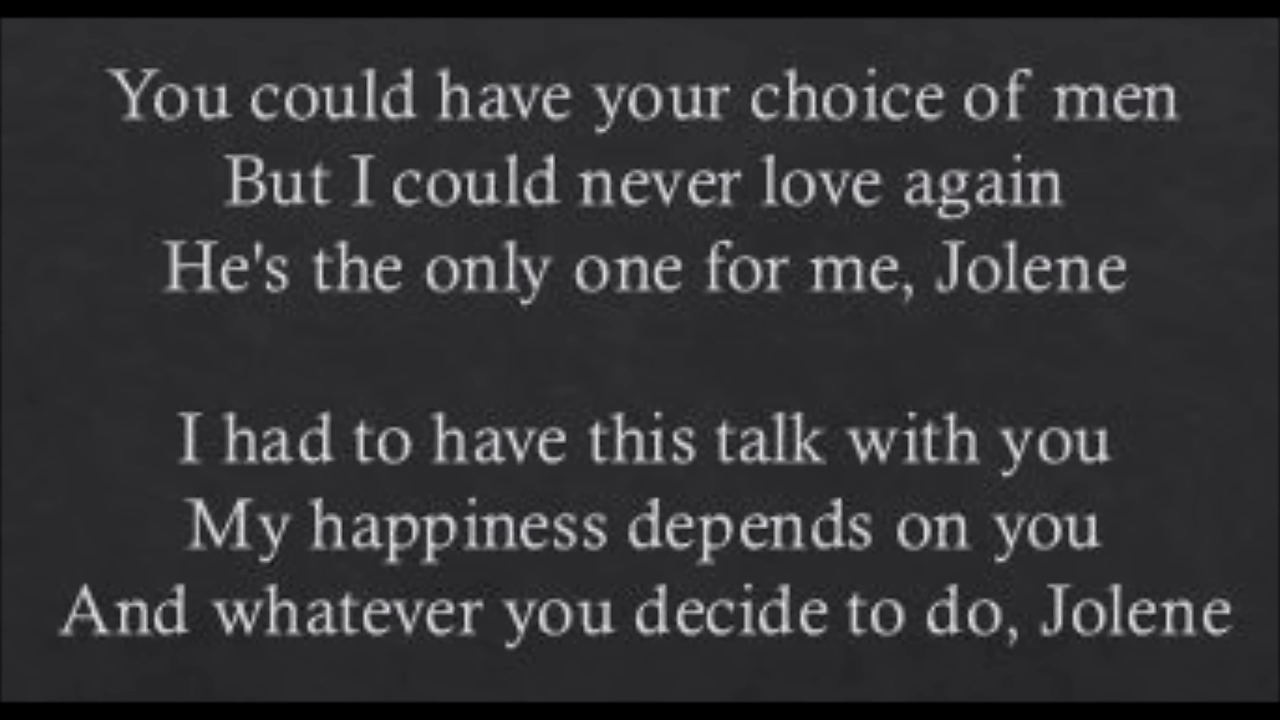 You could have your choice of men
But I could never love again
He's the only one for me, Jolene
I had to have this talk with you
My happiness depends on you
And whatever you decide to do, Jolene